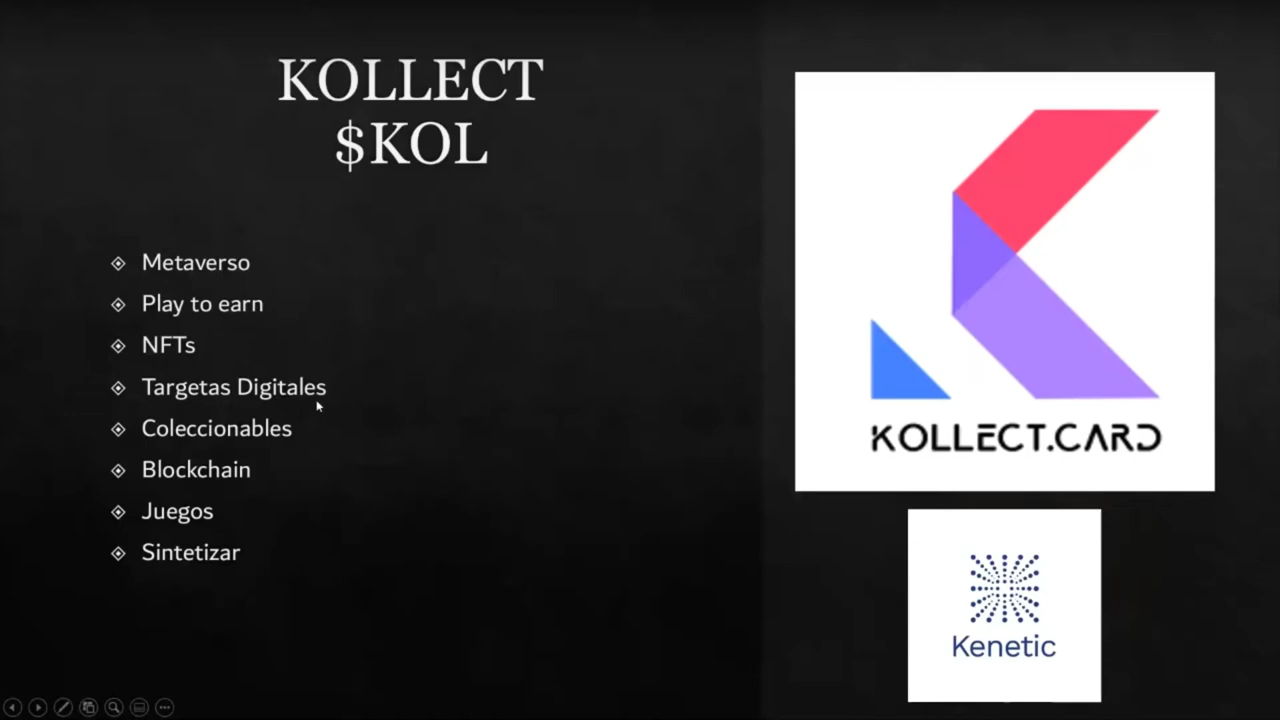 KOLLECT
$KOL
Metaverso
Play to earn
NFTs
Targetas Digitales
Coleccionables
Blockchain
Juegos
Sintetizar
KOLLECT.CARD
Kenetic